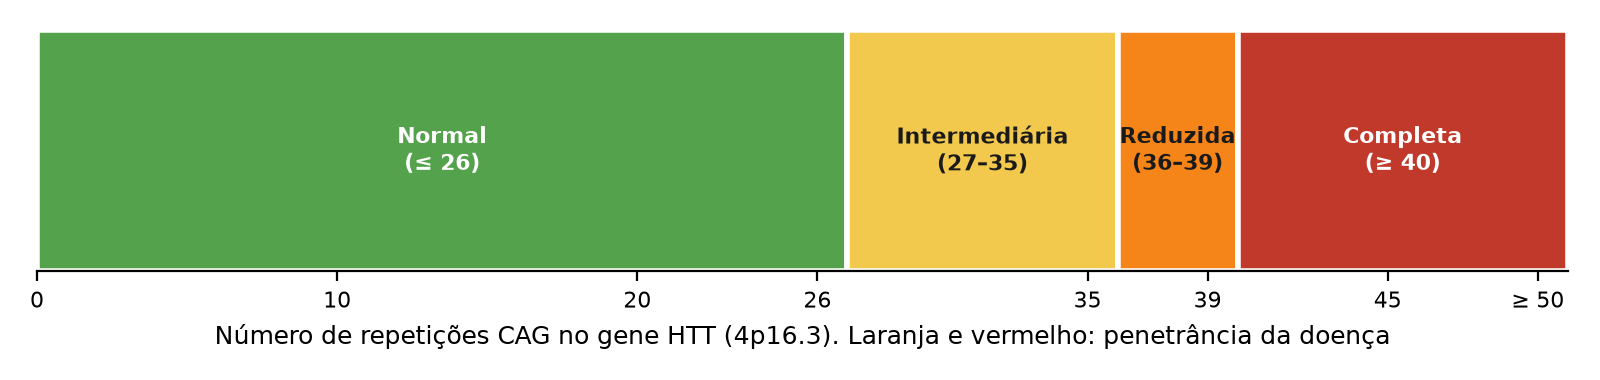 Normal
(≤ 26)
Intermediária
(27–35)
Reduzida
(36–39)
Completa
(≥ 40)
0 10 20 26 35 39 45 ≥ 50
Número de repetições CAG no gene HTT (4p16.3). Laranja e vermelho: penetrância da doença